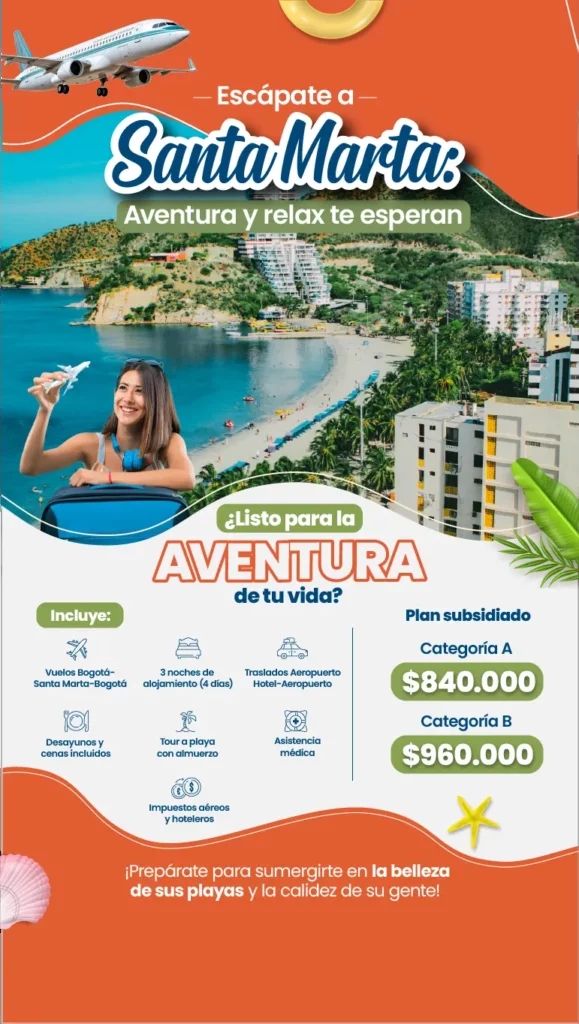 Escápate a
Santa Marta:
Aventura y relax te esperan
¿Listo para la
AVENTURA
de tu vida?
Incluye:
Vuelos Bogotá-
Santa Marta-Bogotá
3 noches de
alojamiento (4 días)
Traslados Aeropuerto
Hotel-Aeropuerto
Desayunos y
cenas incluidos
Tour a playa
con almuerzo
Asistencia
médica
Impuestos aéreos
y hoteleros
Plan subsidiado
Categoría A
$840.000
Categoría B
$960.000
¡Prepárate para sumergirte en la belleza
de sus playas y la calidez de su gente!